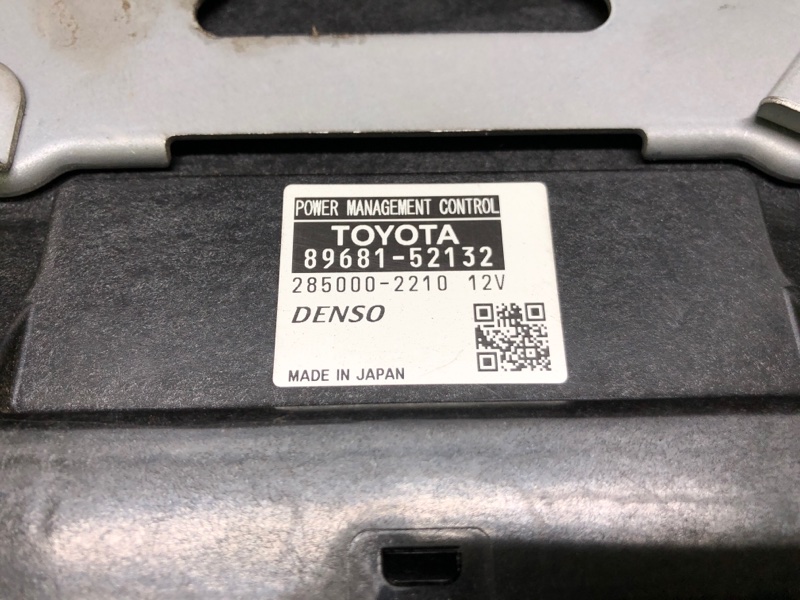 POWER MANAGEMENT CONTROL
TOYOTA
89681-52132
285000-2210 12V
DENSO
MADE IN JAPAN